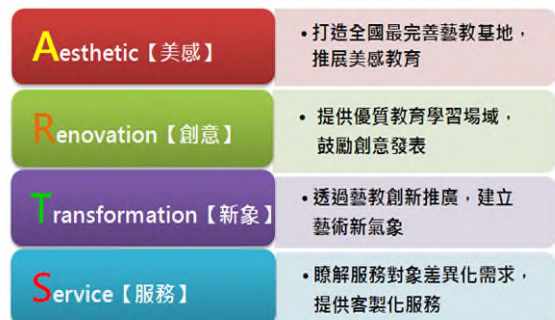 Aesthetic【美感】
•打造全國最完善藝教基地，
推展美感教育
Renovation【創意】
• 提供優質教育學習場域，
鼓勵創意發表
Transformation【新象】
•透過藝教創新推廣，建立
藝術新氣象
Service【服務】
•瞭解服務對象差異化需求，
提供客製化服務